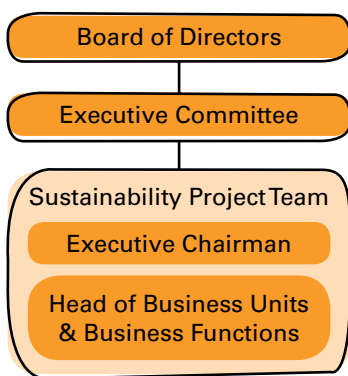 Board of Directors
Executive Committee
Sustainability Project Team
Executive Chairman
Head of Business Units
& Business Functions